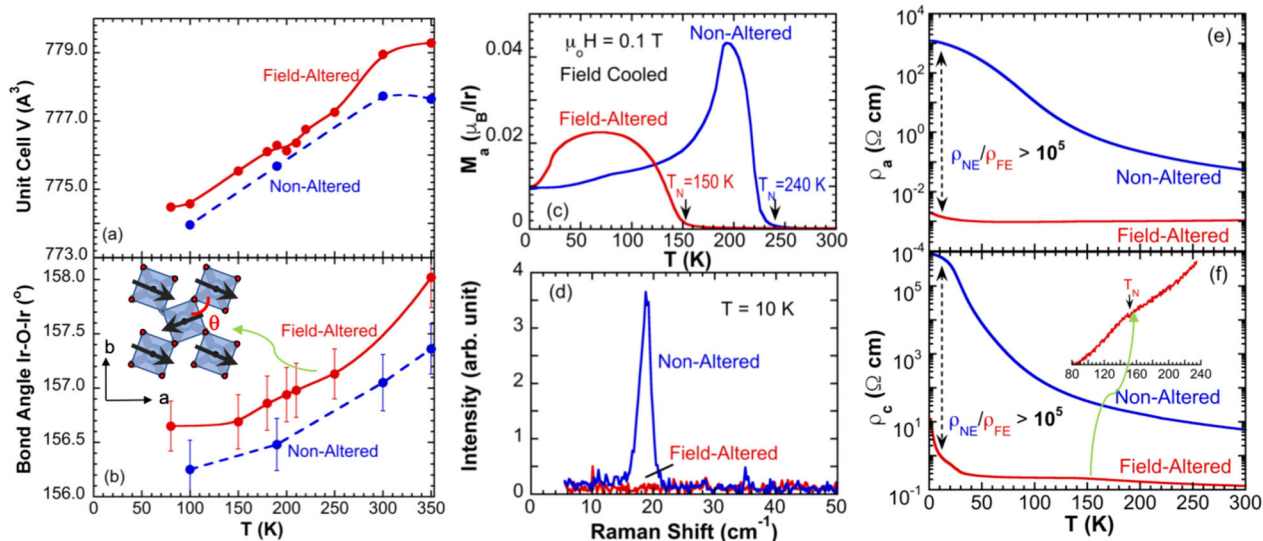 779.0
777.0
775.0
773.0
Unit Cell V (A³)
Field-Altered
Non-Altered
(a)
158.0
157.5
157.0
156.5
156.0
Bond Angle Ir-O-Ir (°)
θ
b
a
Field-Altered
Non-Altered
(b)
0 50 100 150 200 250 300 350
T (K)
0.04
0.02
0
Mₐ (μ_B/Ir)
μₒH = 0.1 T
Field Cooled
Non-Altered
Field-Altered
T_N=150 K
T_N=240 K
(c)
0 50 100 150 200 250 300
T (K)
4
3
2
1
0
Intensity (arb. unit)
(d)
T = 10 K
Non-Altered
Field-Altered
0 10 20 30 40 50
Raman Shift (cm⁻¹)
10⁴
10²
10⁰
10⁻²
10⁻⁴
ρₐ (Ω cm)
(e)
ρ_NE/ρ_FE > 10⁵
Non-Altered
Field-Altered
10⁵
10³
10¹
10⁻¹
ρ_c (Ω cm)
(f)
T_N
80 120 160 200 240
Non-Altered
ρ_NE/ρ_FE > 10⁵
Field-Altered
0 50 100 150 200 250 300
T (K)